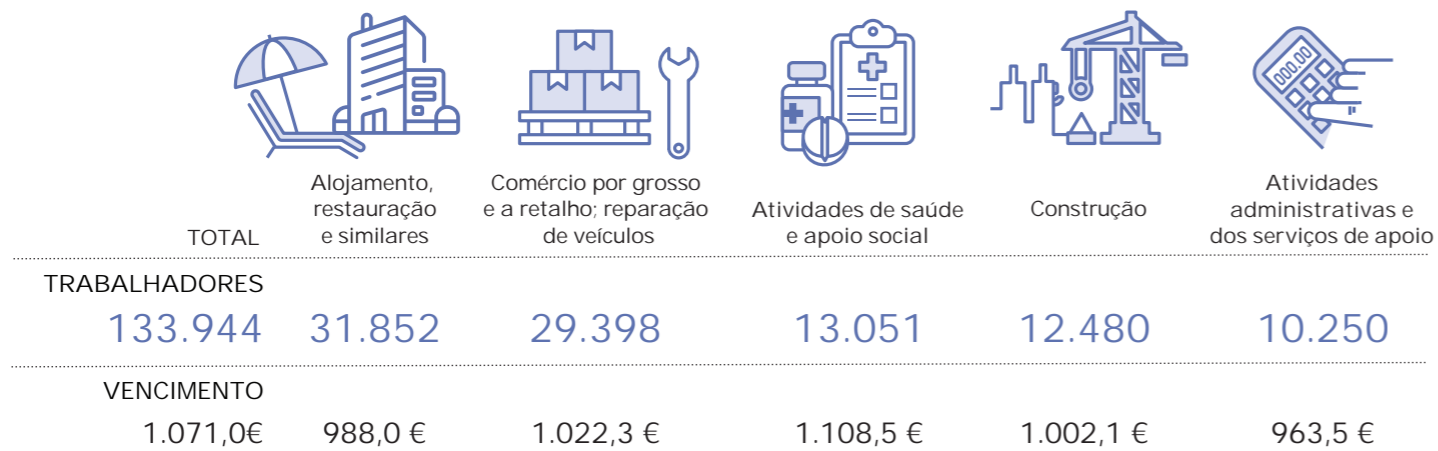 000.00
Alojamento,
restauração
e similares
Comércio por grosso
e a retalho; reparação
de veículos
Atividades de saúde
e apoio social
Construção
Atividades
administrativas e
dos serviços de apoio
TOTAL
TRABALHADORES
133.944 31.852 29.398 13.051 12.480 10.250
VENCIMENTO
1.071,0€ 988,0 € 1.022,3 € 1.108,5 € 1.002,1 € 963,5 €